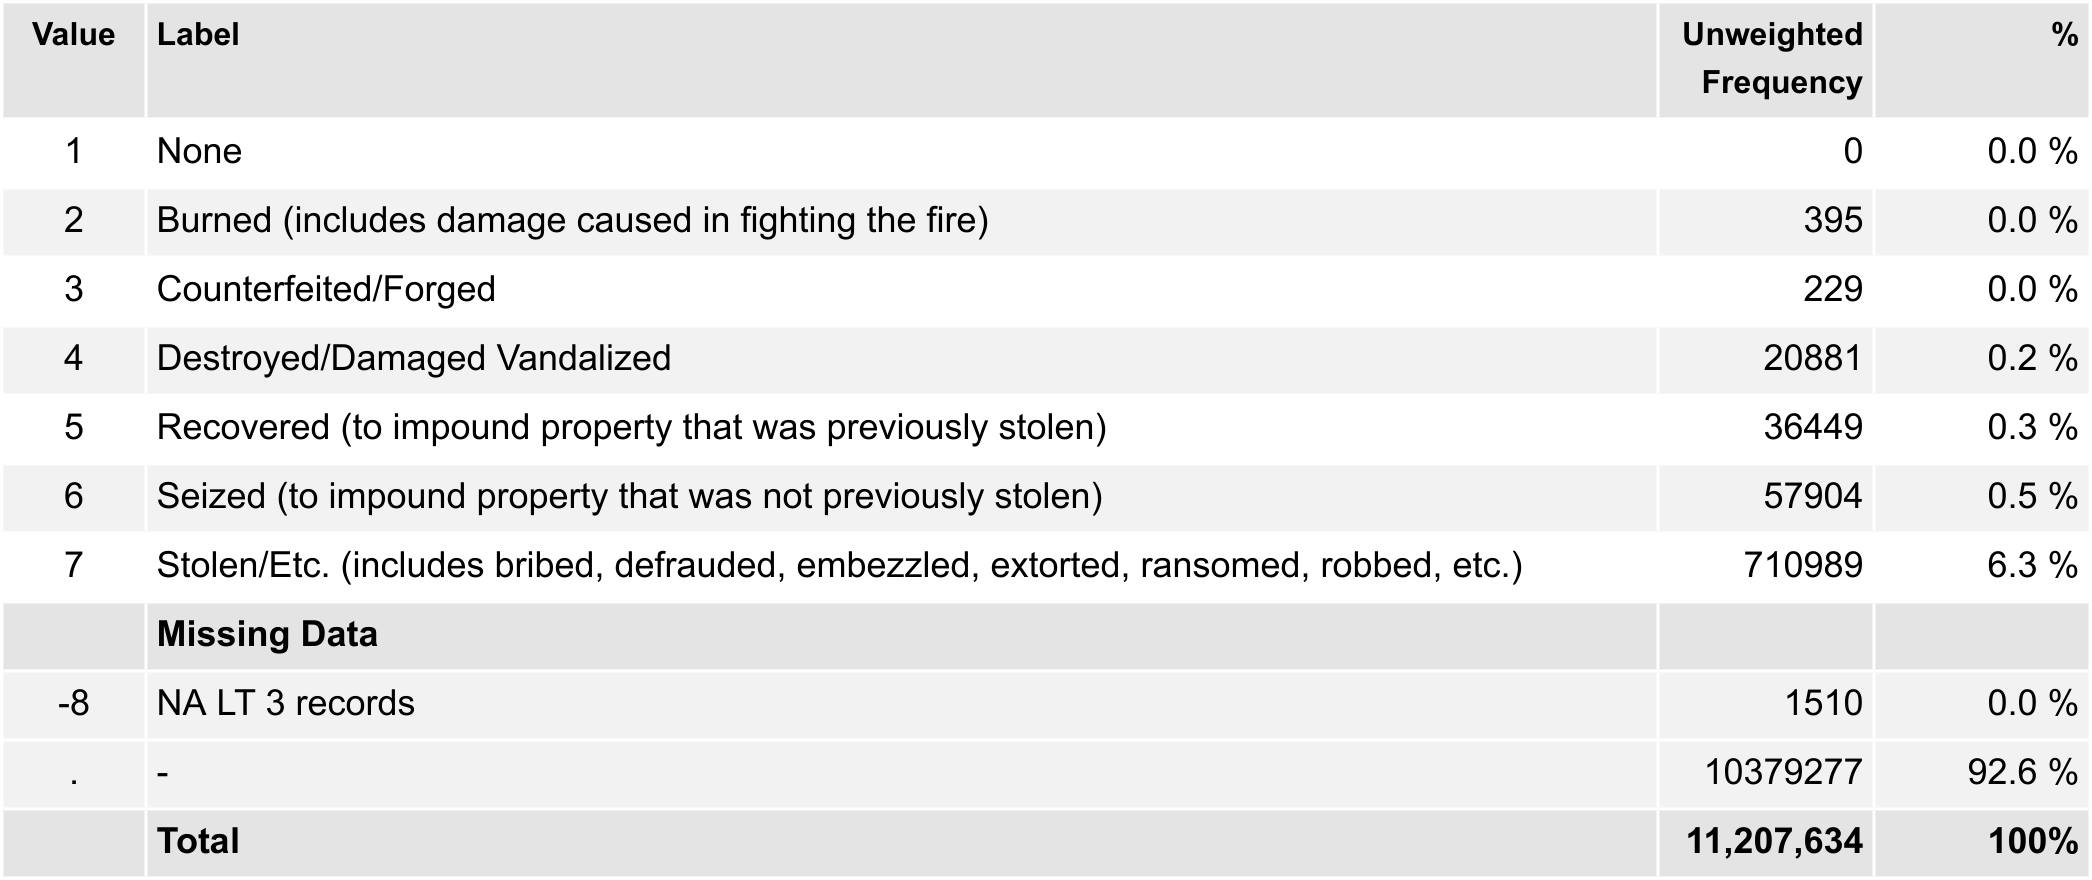 Value Label Unweighted Frequency %
1 None 0 0.0 %
2 Burned (includes damage caused in fighting the fire) 395 0.0 %
3 Counterfeited/Forged 229 0.0 %
4 Destroyed/Damaged Vandalized 20881 0.2 %
5 Recovered (to impound property that was previously stolen) 36449 0.3 %
6 Seized (to impound property that was not previously stolen) 57904 0.5 %
7 Stolen/Etc. (includes bribed, defrauded, embezzled, extorted, ransomed, robbed, etc.) 710989 6.3 %
Missing Data
-8 NA LT 3 records 1510 0.0 %
. - 10379277 92.6 %
Total 11,207,634 100%